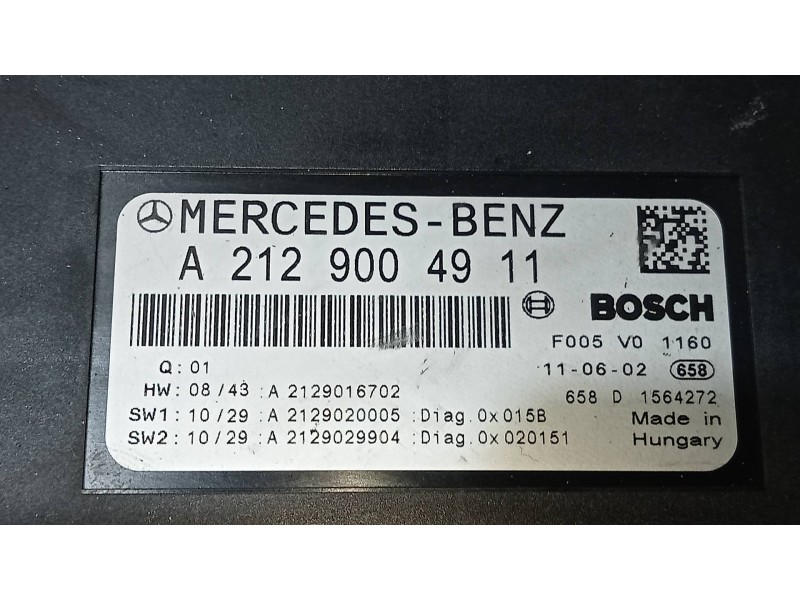 MERCEDES-BENZ
A 212 900 49 11
BOSCH
F005 V0 1160
Q: 01
11-06-02 658
HW: 08/43 :A 2129016702
658 D 1564272
SW1: 10/29 :A 2129020005 :Diag.0x015B
Made in
SW2: 10/29 :A 2129029904 :Diag.0x020151
Hungary